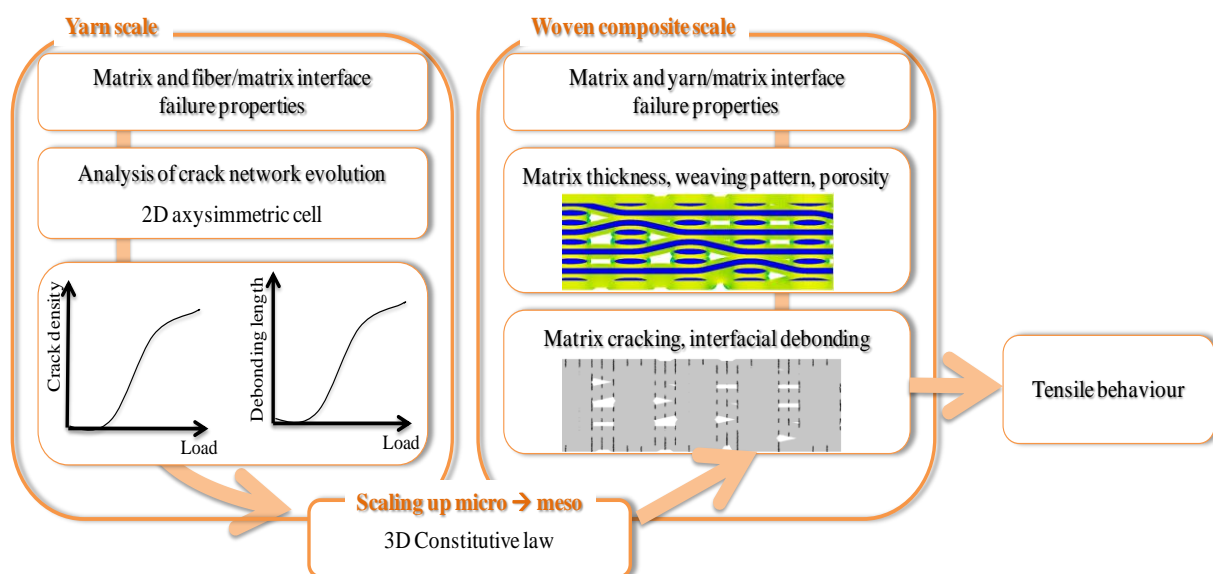 Yarn scale
Matrix and fiber/matrix interface
failure properties
Analysis of crack network evolution
2D axysimmetric cell
Crack density
Load
Debonding length
Load
Scaling up micro → meso
3D Constitutive law
Woven composite scale
Matrix and yarn/matrix interface
failure properties
Matrix thickness, weaving pattern, porosity
Matrix cracking, interfacial debonding
Tensile behaviour